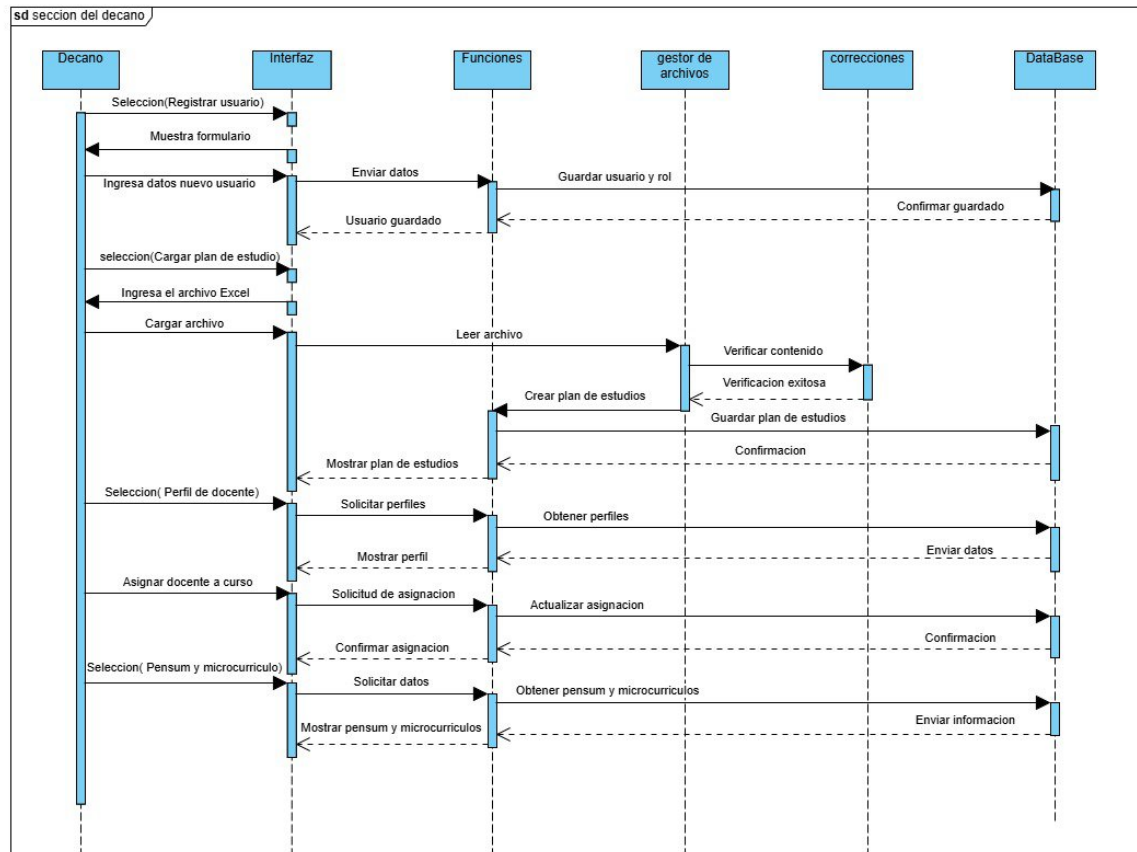 sd seccion del decano
Decano
Interfaz
Funciones
gestor de
archivos
correcciones
DataBase
Seleccion(Registrar usuario)
Muestra formulario
Ingresa datos nuevo usuario
Enviar datos
Guardar usuario y rol
Confirmar guardado
Usuario guardado
seleccion(Cargar plan de estudio)
Ingresa el archivo Excel
Cargar archivo
Leer archivo
Verificar contenido
Verificacion exitosa
Crear plan de estudios
Guardar plan de estudios
Confirmacion
Mostrar plan de estudios
Seleccion( Perfil de docente)
Solicitar perfiles
Obtener perfiles
Enviar datos
Mostrar perfil
Asignar docente a curso
Solicitud de asignacion
Actualizar asignacion
Confirmacion
Confirmar asignacion
Seleccion( Pensum y microcurriculo)
Solicitar datos
Obtener pensum y microcurriculos
Enviar informacion
Mostrar pensum y microcurriculos